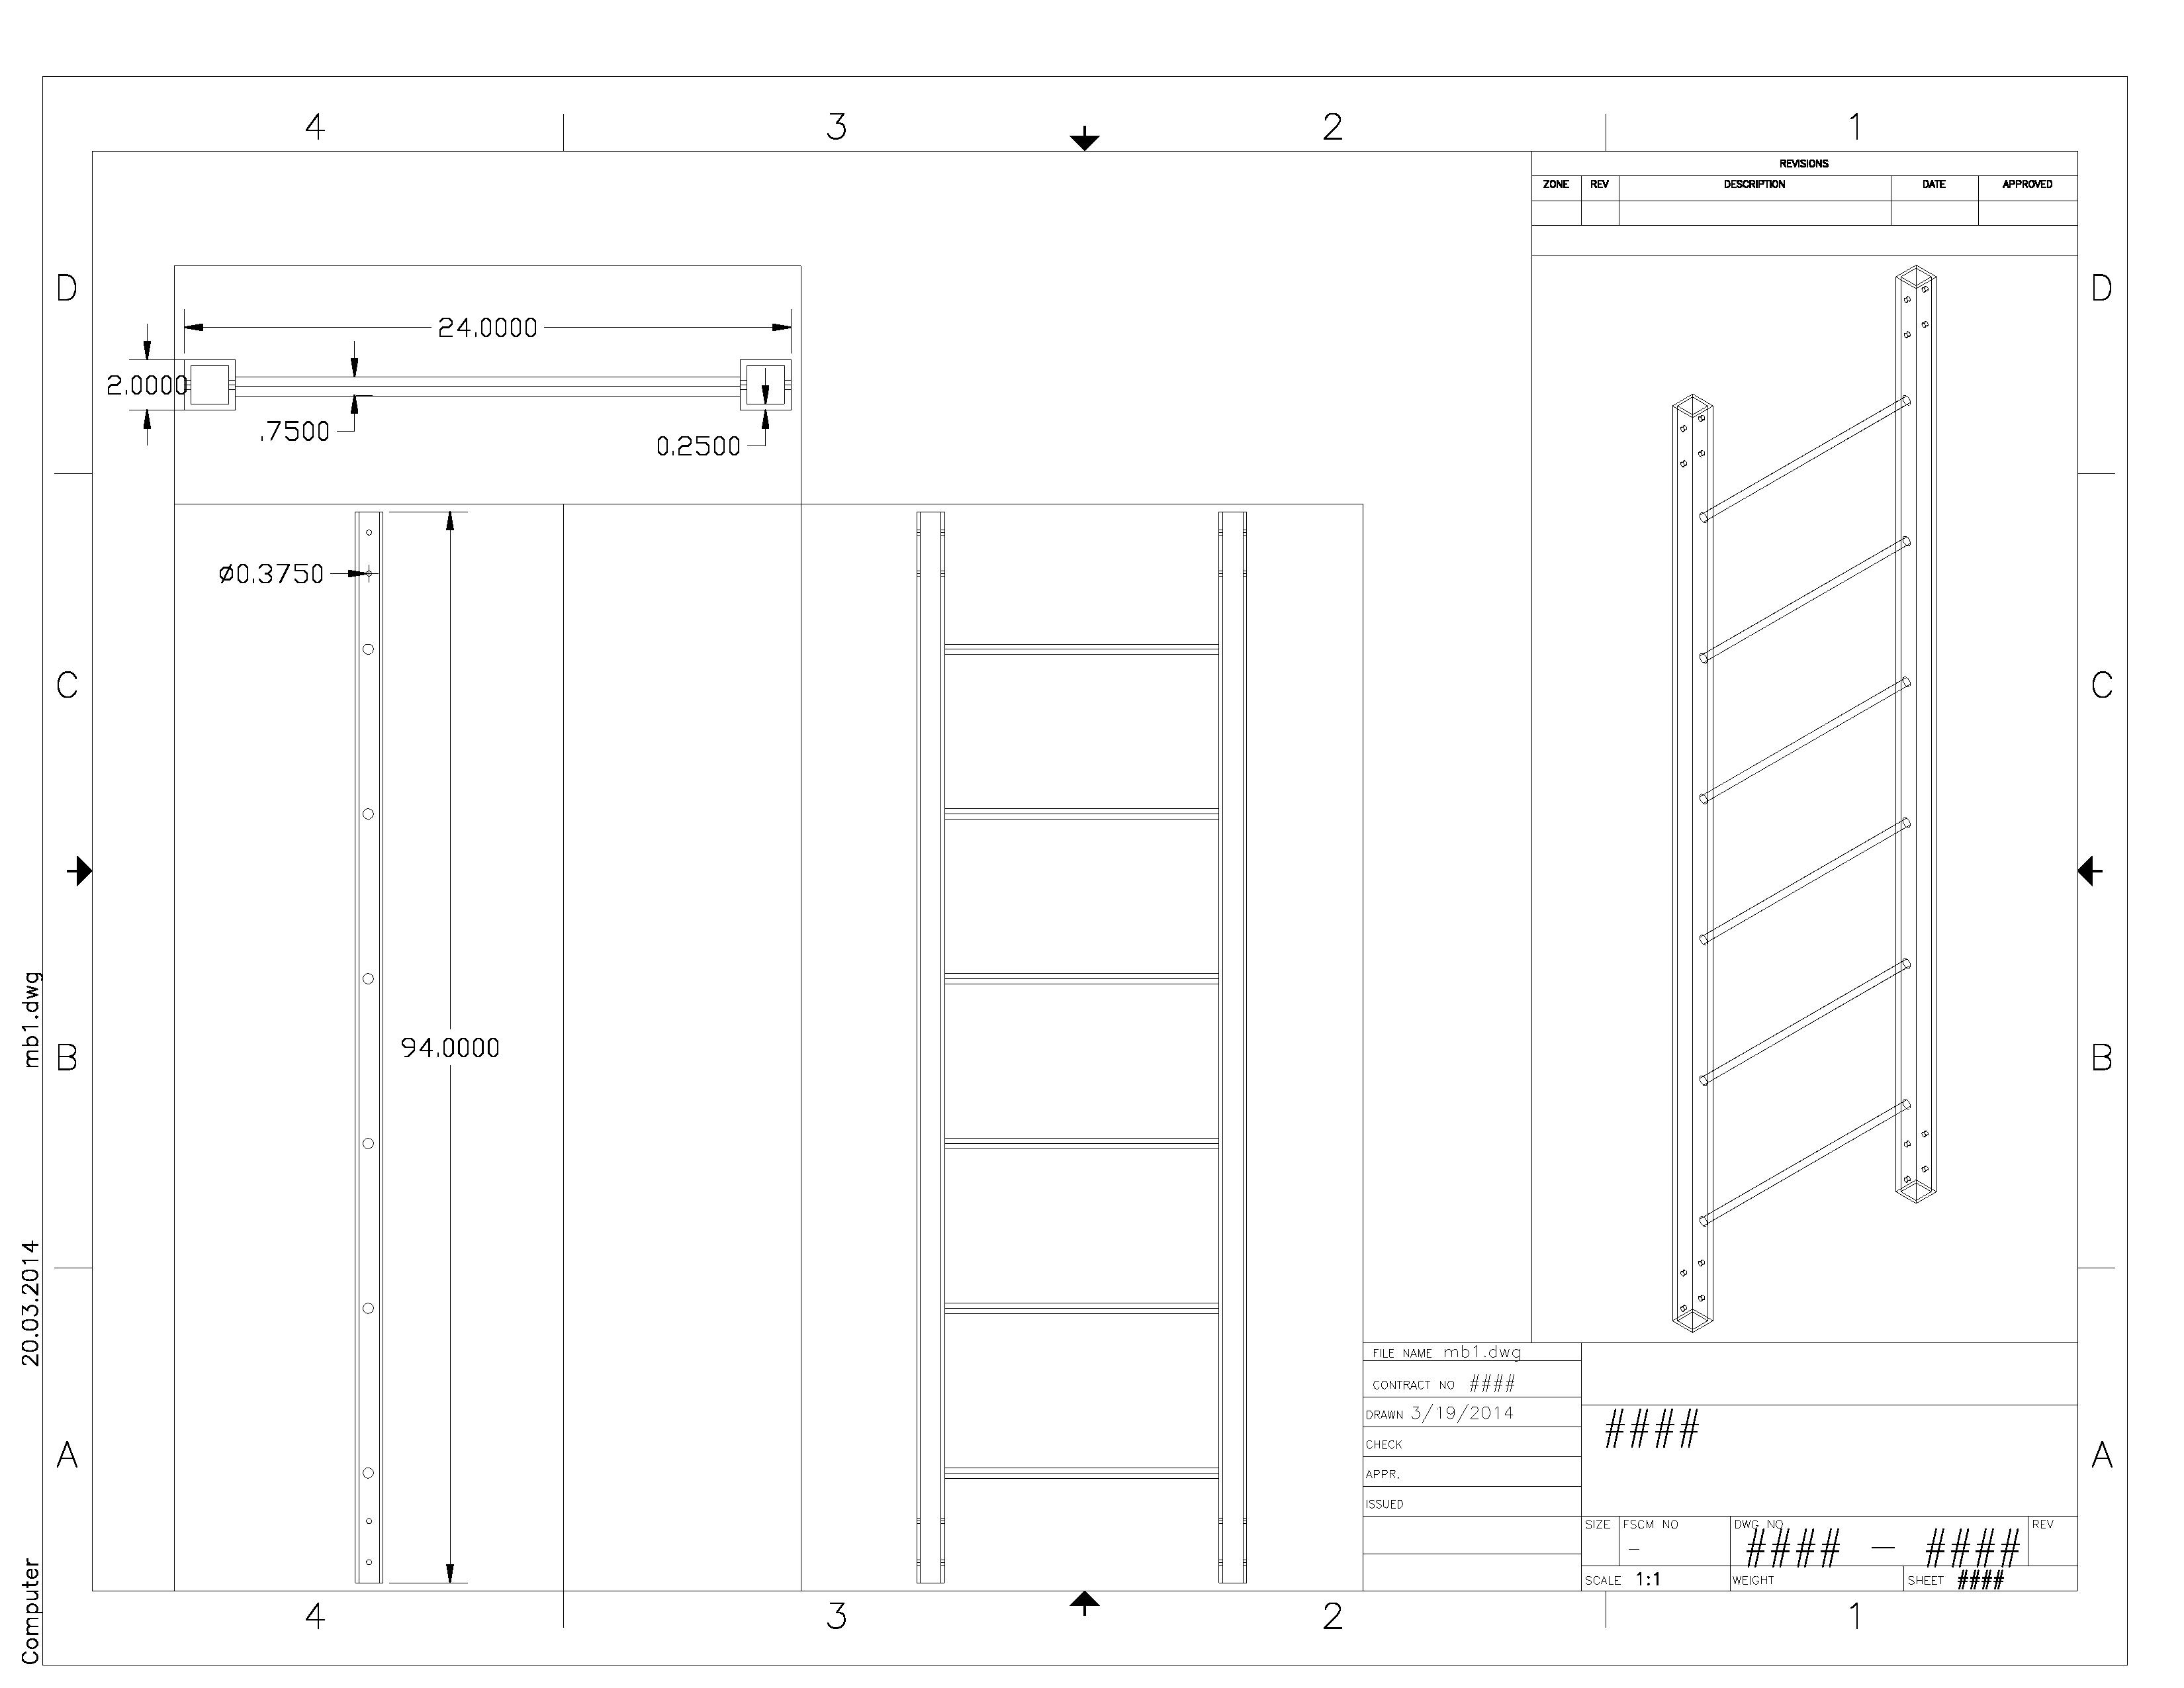 4 3 2 1
REVISIONS
ZONE REV DESCRIPTION DATE APPROVED
D D
24.0000
2.0000
.7500
0.2500
Ø0.3750
C C
94.0000
B B
mb1.dwg
20.03.2014
Computer
A A
FILE NAME mb1.dwg
CONTRACT NO ####
DRAWN 3/19/2014
CHECK
APPR.
ISSUED
####
SIZE FSCM NO DWG NO REV
– #### – ####
SCALE 1:1 WEIGHT SHEET ####
4 3 2 1